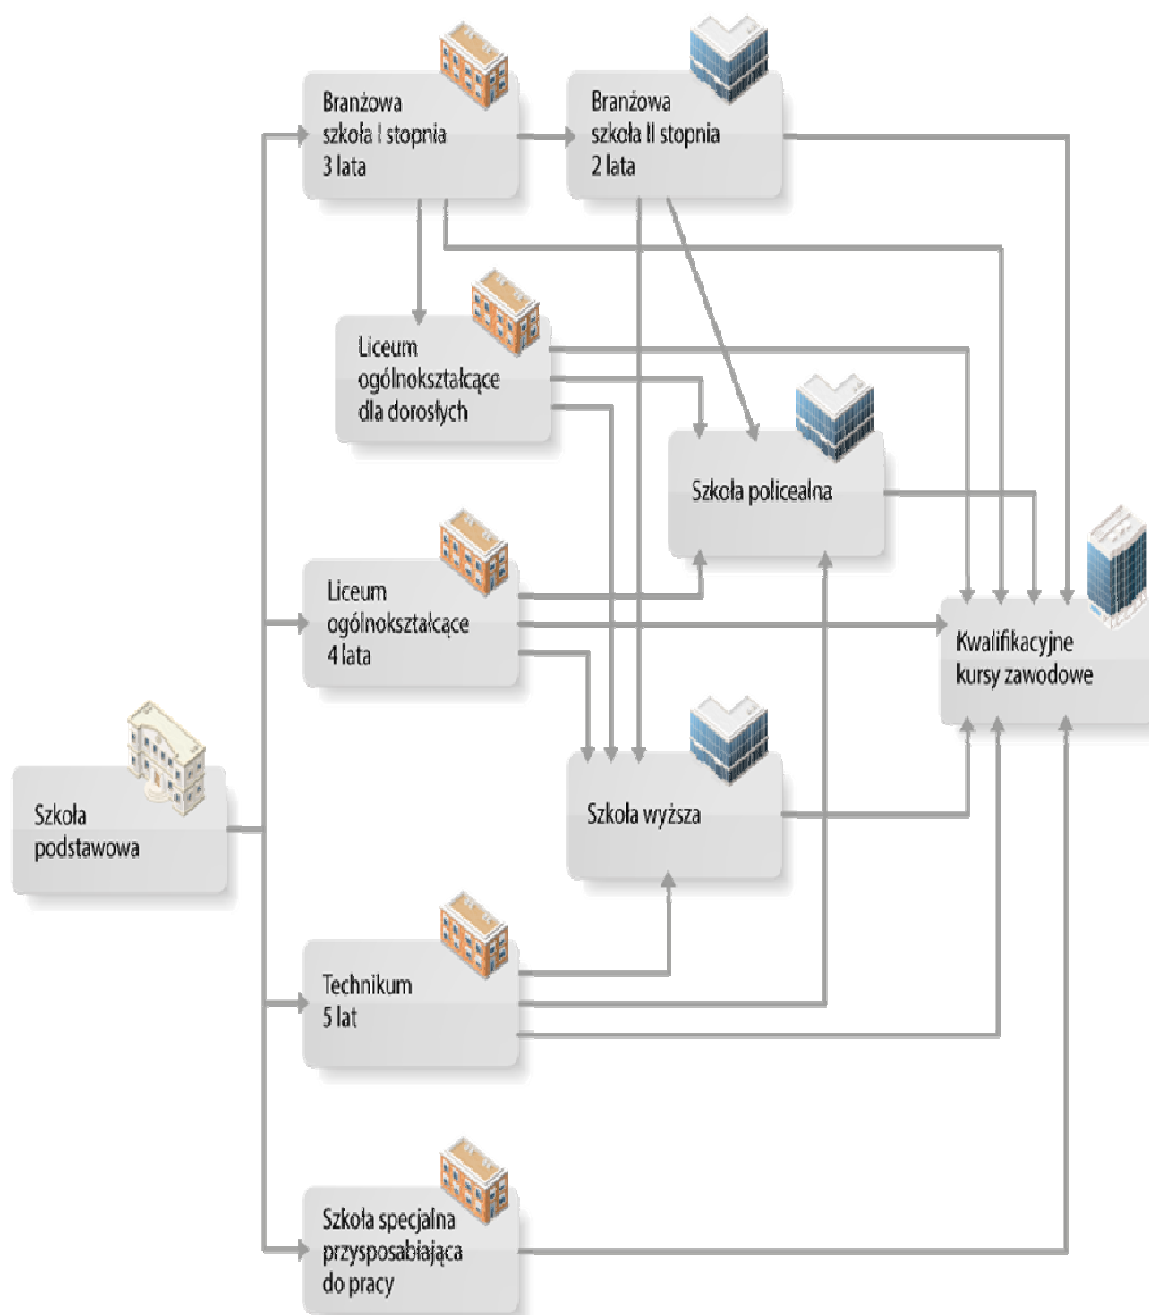 Branżowa
szkoła I stopnia
3 lata
Branżowa
szkoła II stopnia
2 lata
Liceum
ogólnokształcące
dla dorosłych
Szkoła policealna
Liceum
ogólnokształcące
4 lata
Kwalifikacyjne
kursy zawodowe
Szkoła
podstawowa
Szkoła wyższa
Technikum
5 lat
Szkoła specjalna
przysposabiająca
do pracy